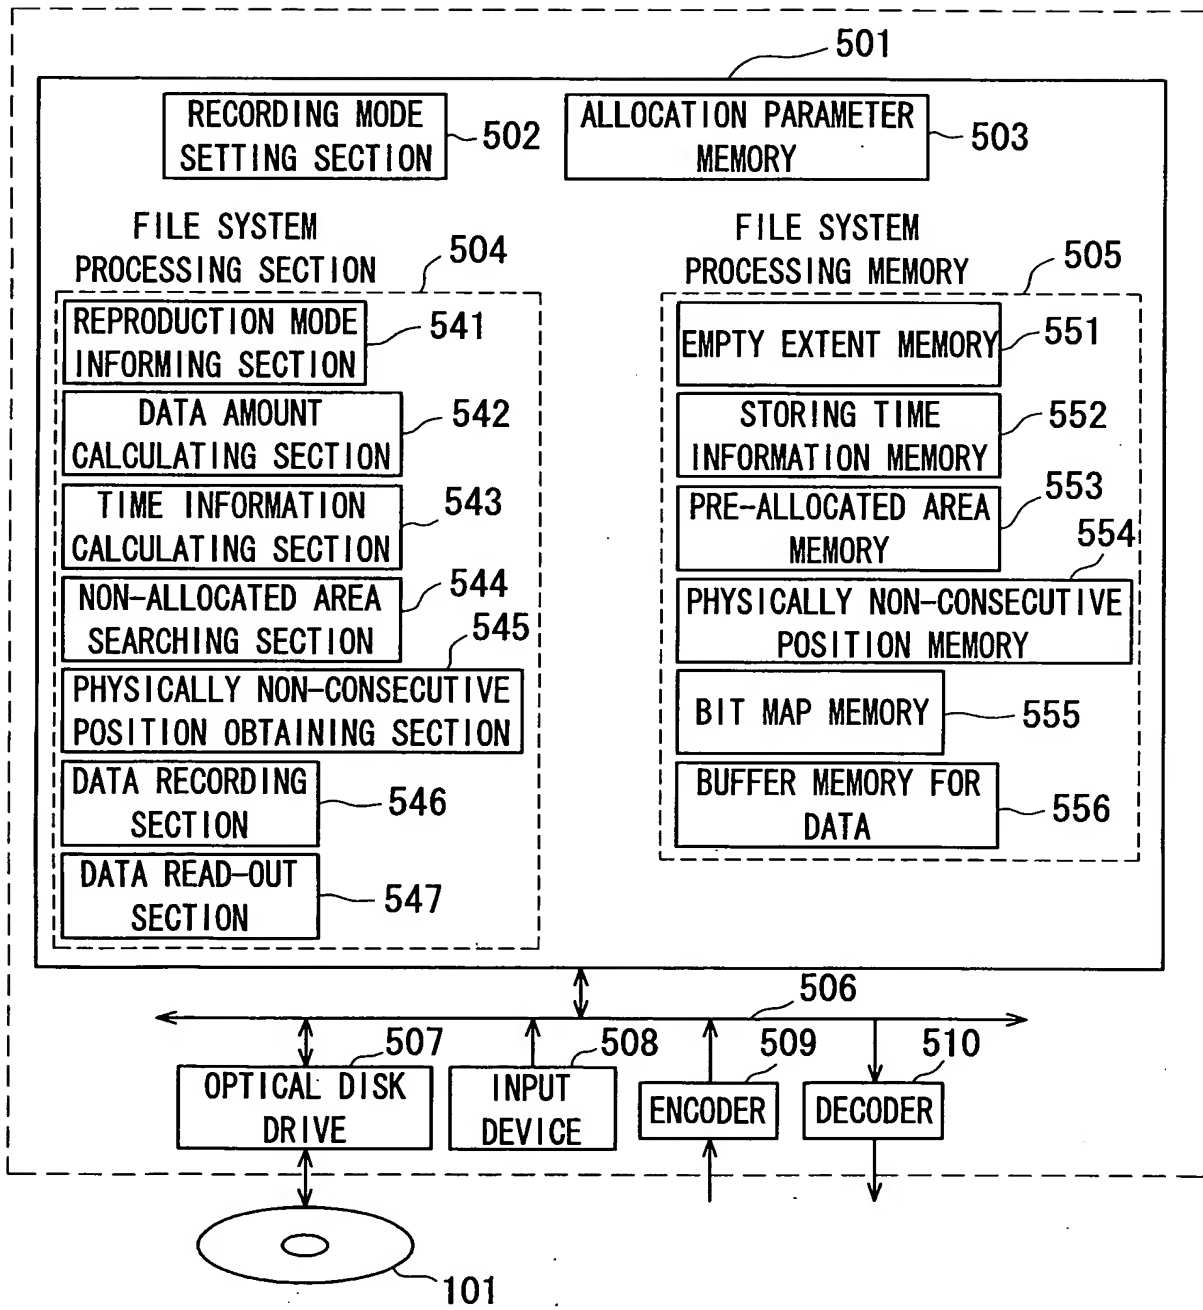 501
RECORDING MODE
SETTING SECTION
502
ALLOCATION PARAMETER
MEMORY
503
FILE SYSTEM
PROCESSING SECTION
504
REPRODUCTION MODE
INFORMING SECTION
541
DATA AMOUNT
CALCULATING SECTION
542
TIME INFORMATION
CALCULATING SECTION
543
NON-ALLOCATED AREA
SEARCHING SECTION
544
545
PHYSICALLY NON-CONSECUTIVE
POSITION OBTAINING SECTION
DATA RECORDING
SECTION
546
DATA READ-OUT
SECTION
547
FILE SYSTEM
PROCESSING MEMORY
505
EMPTY EXTENT MEMORY
551
STORING TIME
INFORMATION MEMORY
552
PRE-ALLOCATED AREA
MEMORY
553
554
PHYSICALLY NON-CONSECUTIVE
POSITION MEMORY
BIT MAP MEMORY
555
BUFFER MEMORY FOR
DATA
556
506
507
OPTICAL DISK
DRIVE
508
INPUT
DEVICE
509
ENCODER
510
DECODER
101